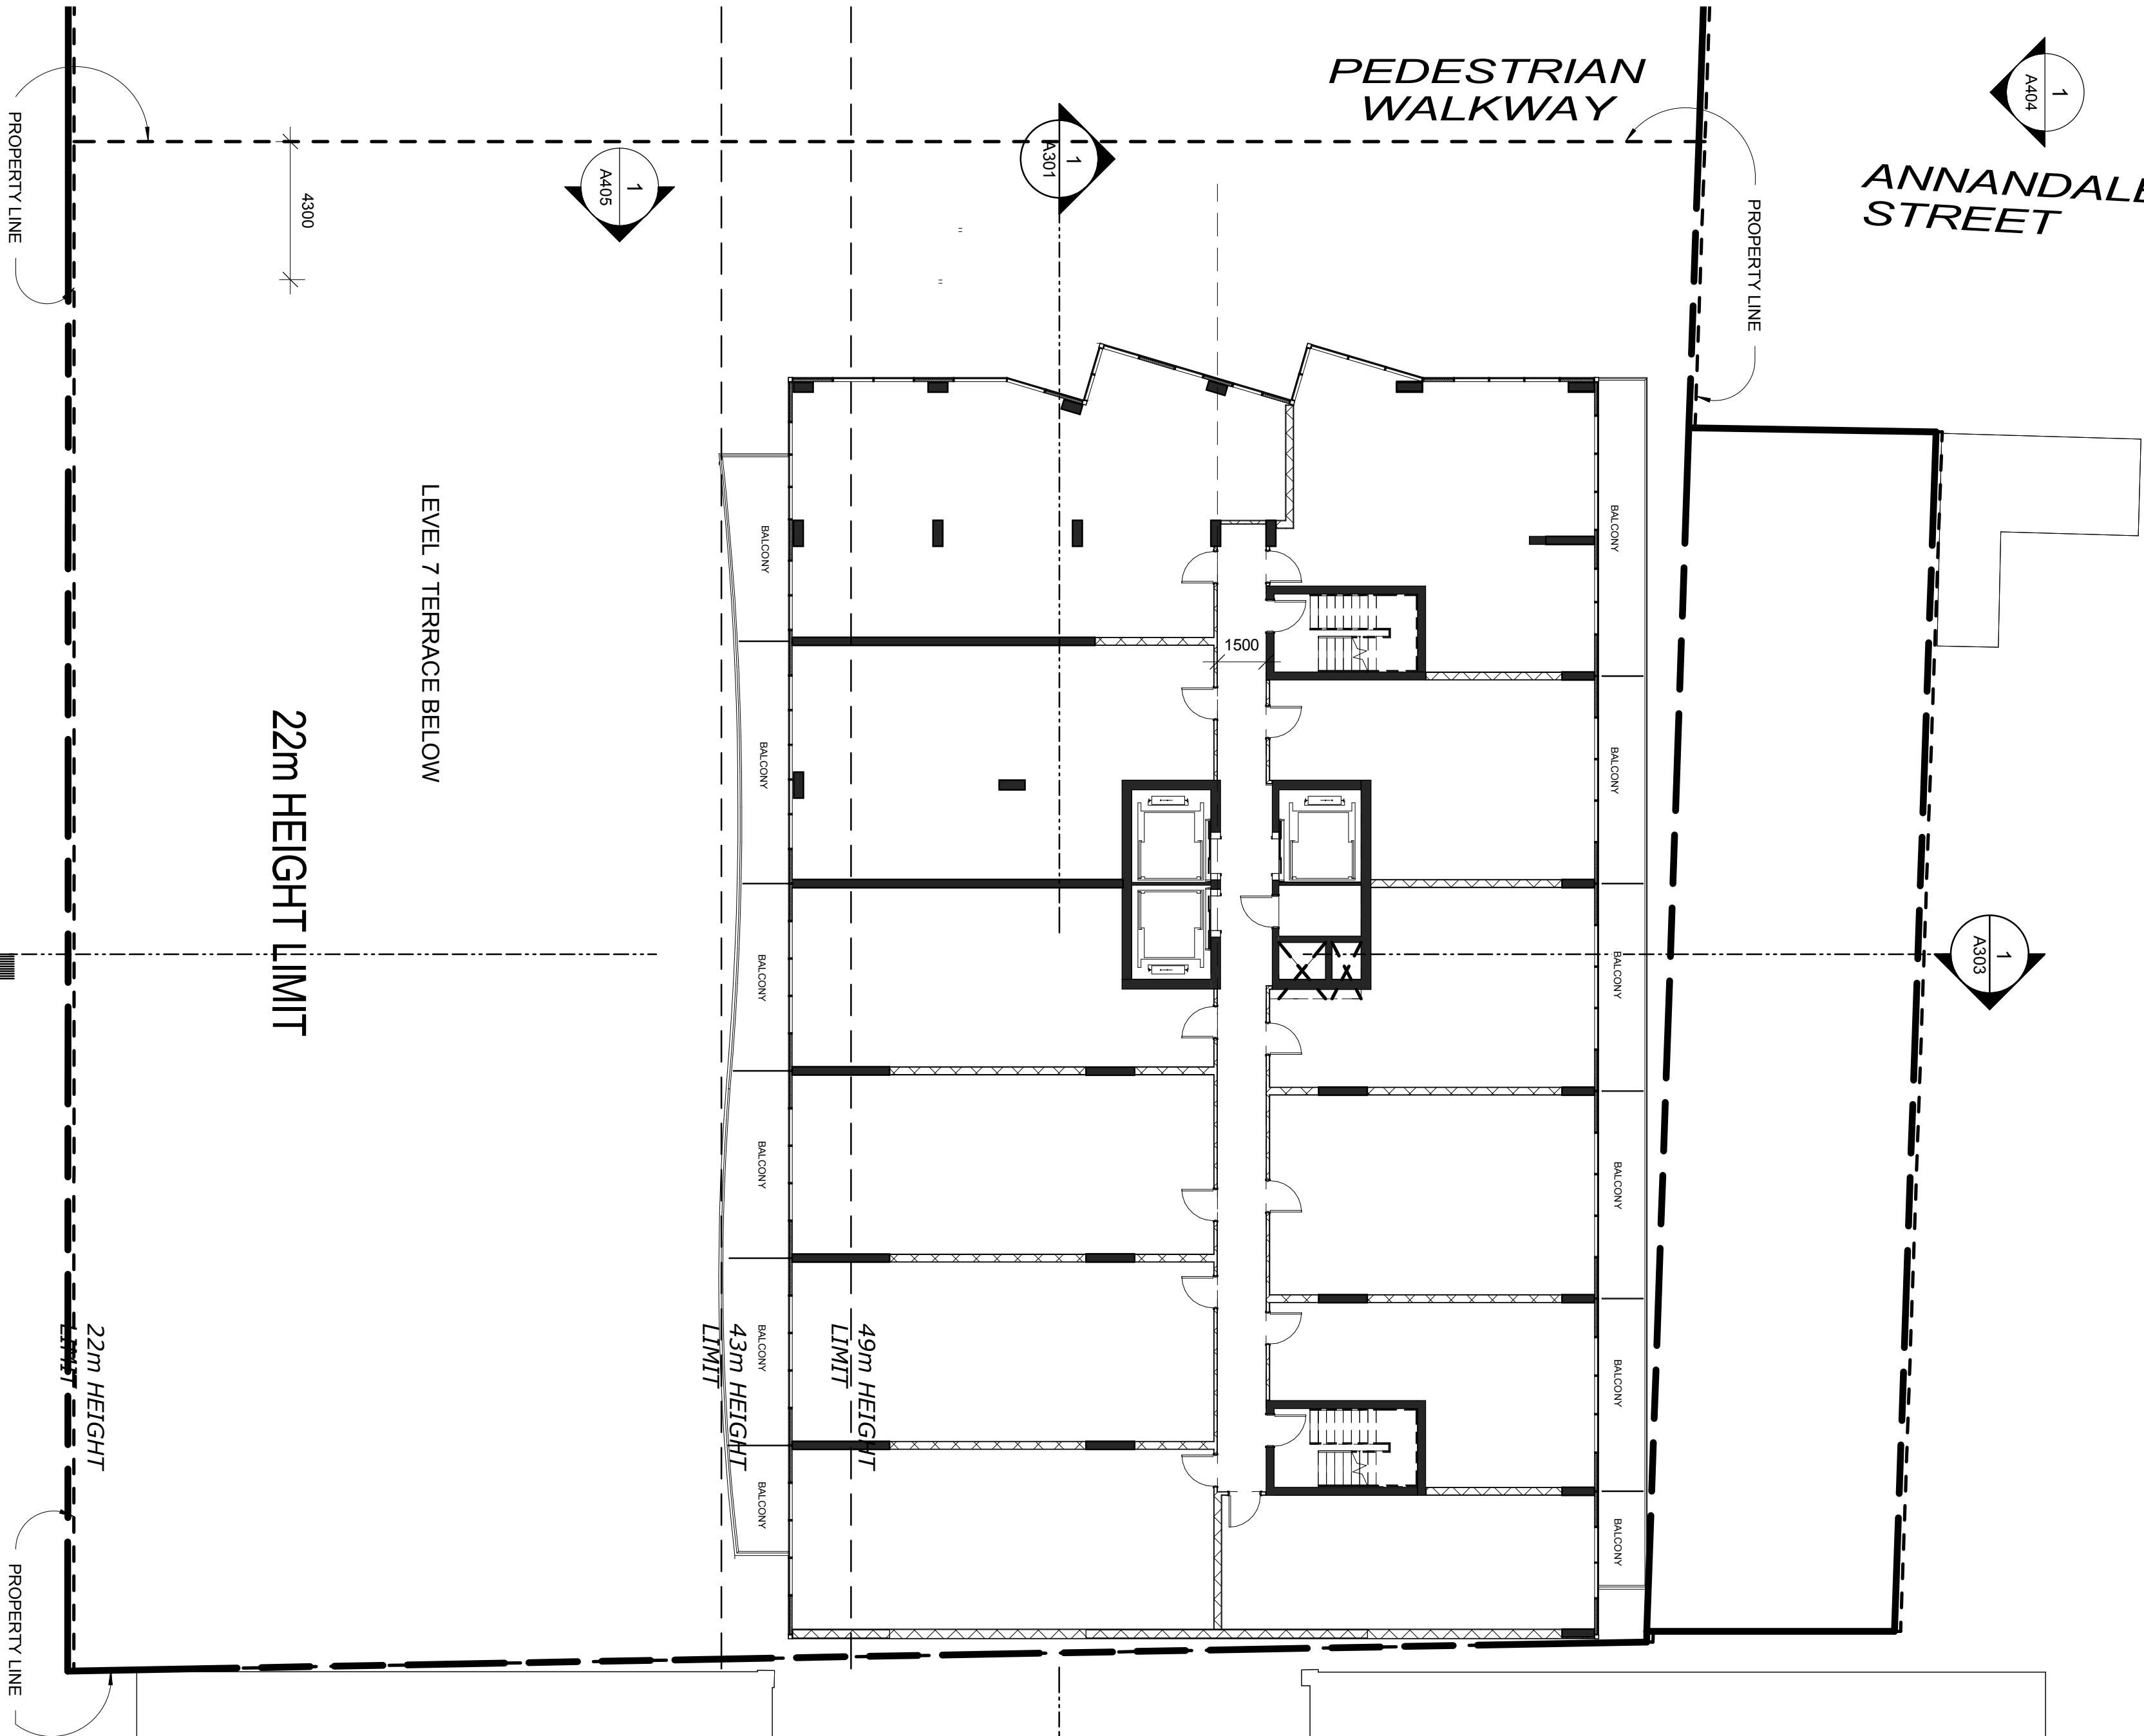 PEDESTRIAN
WALKWAY
1
A404
ANNANDALE
STREET
PROPERTY LINE
PROPERTY LINE
4300
1
A405
1
A301
LEVEL 7 TERRACE BELOW
22m HEIGHT LIMIT
1500
BALCONY
BALCONY
BALCONY
BALCONY
BALCONY
BALCONY
BALCONY
BALCONY
BALCONY
BALCONY
BALCONY
BALCONY
1
A303
22m HEIGHT
LIMIT
43m HEIGHT
LIMIT
49m HEIGHT
LIMIT
PROPERTY LINE